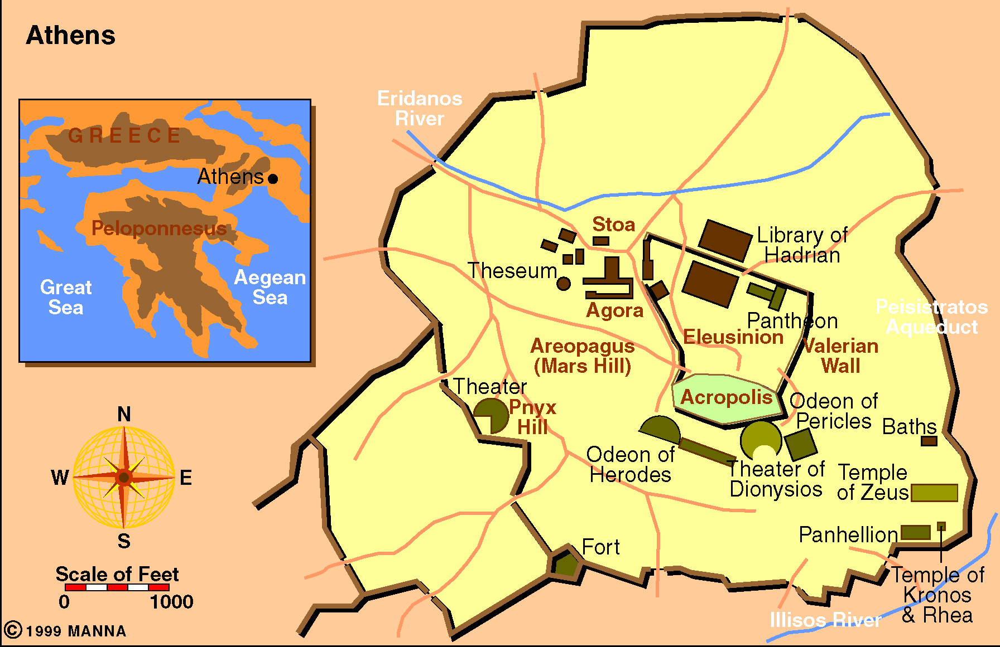 Athens
Eridanos
River
G R E E C E
Athens
Peloponnesus
Great
Sea
Aegean
Sea
Stoa
Library of
Hadrian
Theseum
Agora
Pantheon
Peisistratos
Aqueduct
Eleusinion
Areopagus
(Mars Hill)
Valerian
Wall
Theater
Pnyx
Hill
Acropolis
Odeon of
Pericles
Baths
Odeon of
Herodes
Theater of
Dionysios
Temple
of Zeus
Panhellion
Fort
Temple of
Kronos
& Rhea
Illisos River
N
W
E
S
Scale of Feet
0 1000
© 1999 MANNA